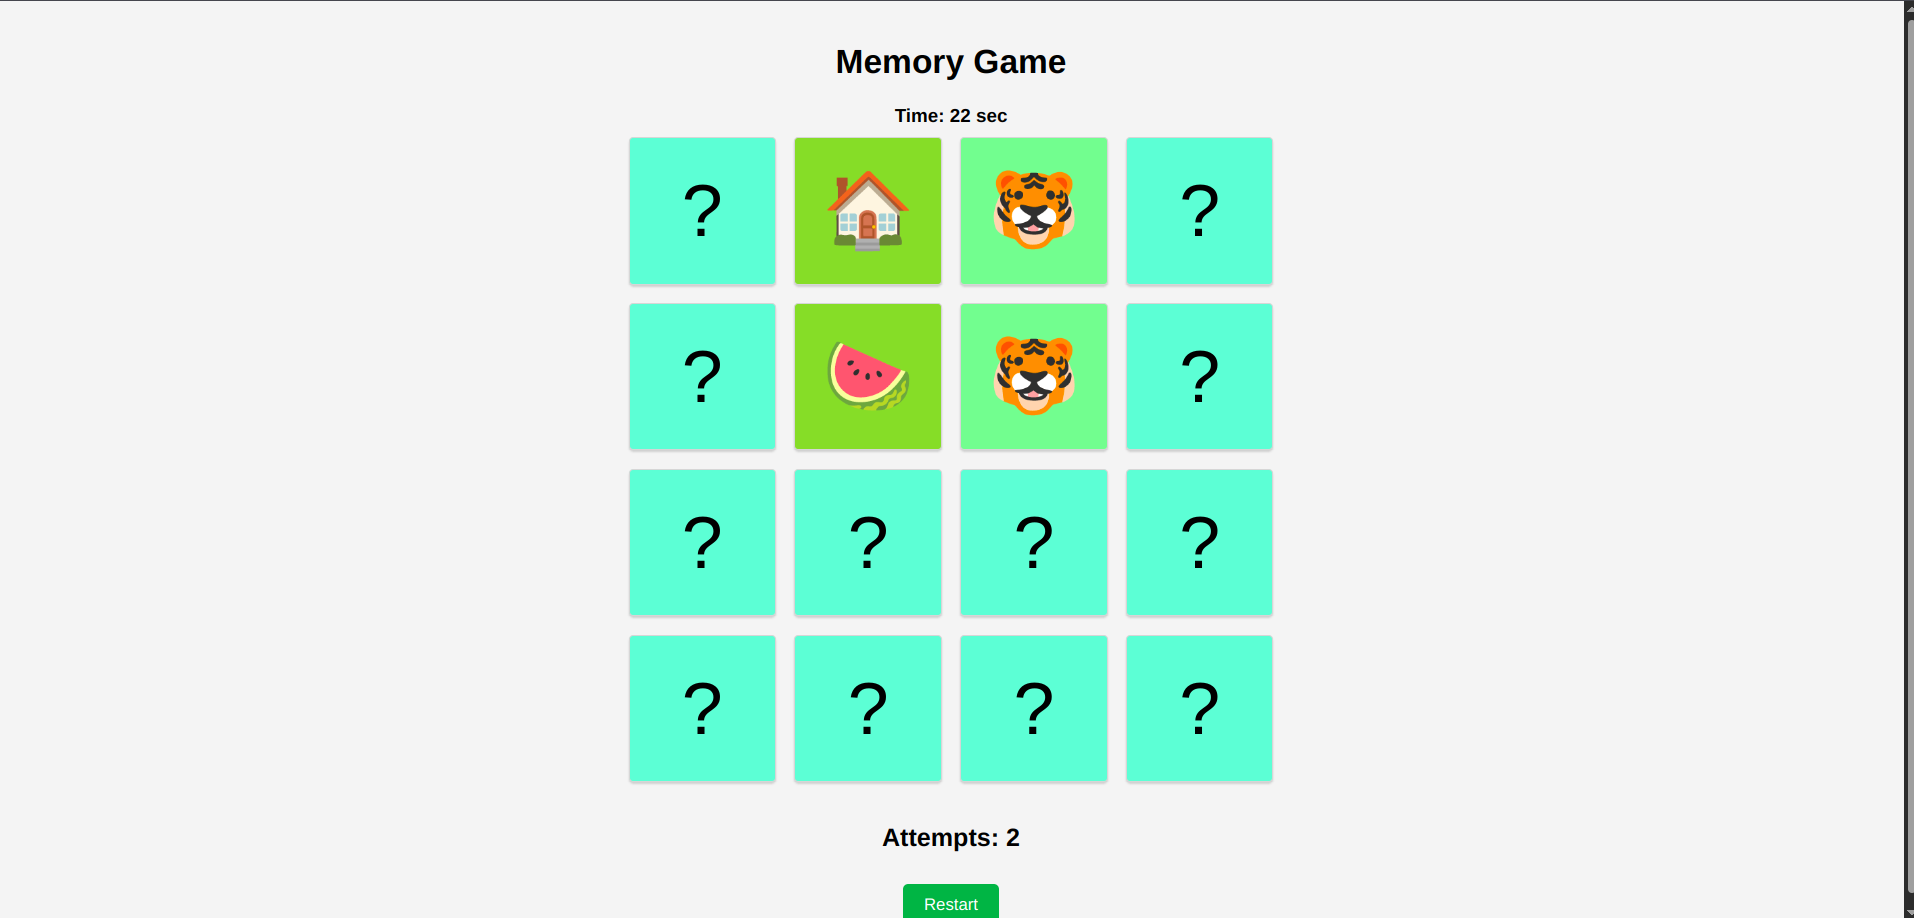 Memory Game
Time: 22 sec
? ?
? ?
? ? ? ?
? ? ? ?
Attempts: 2
Restart